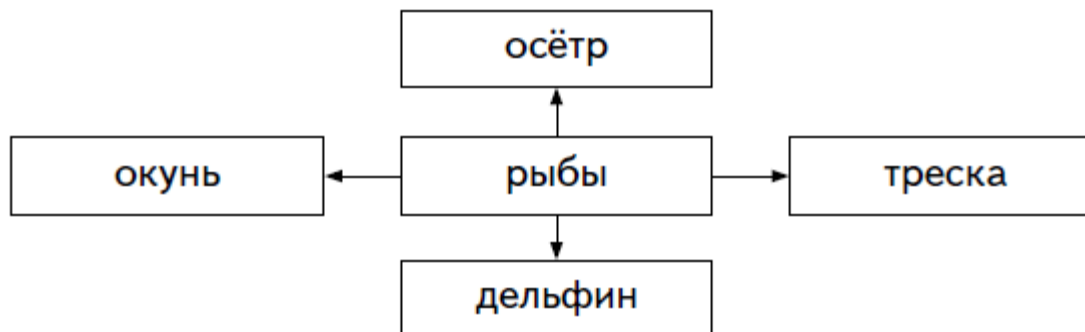 осётр
окунь
рыбы
треска
дельфин